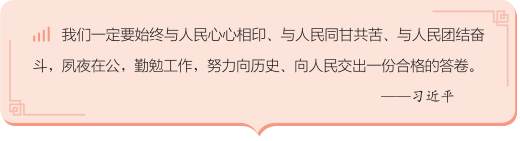 我们一定要始终与人民心心相印、与人民同甘共苦、与人民团结奋
斗，夙夜在公，勤勉工作，努力向历史、向人民交出一份合格的答卷。
——习近平